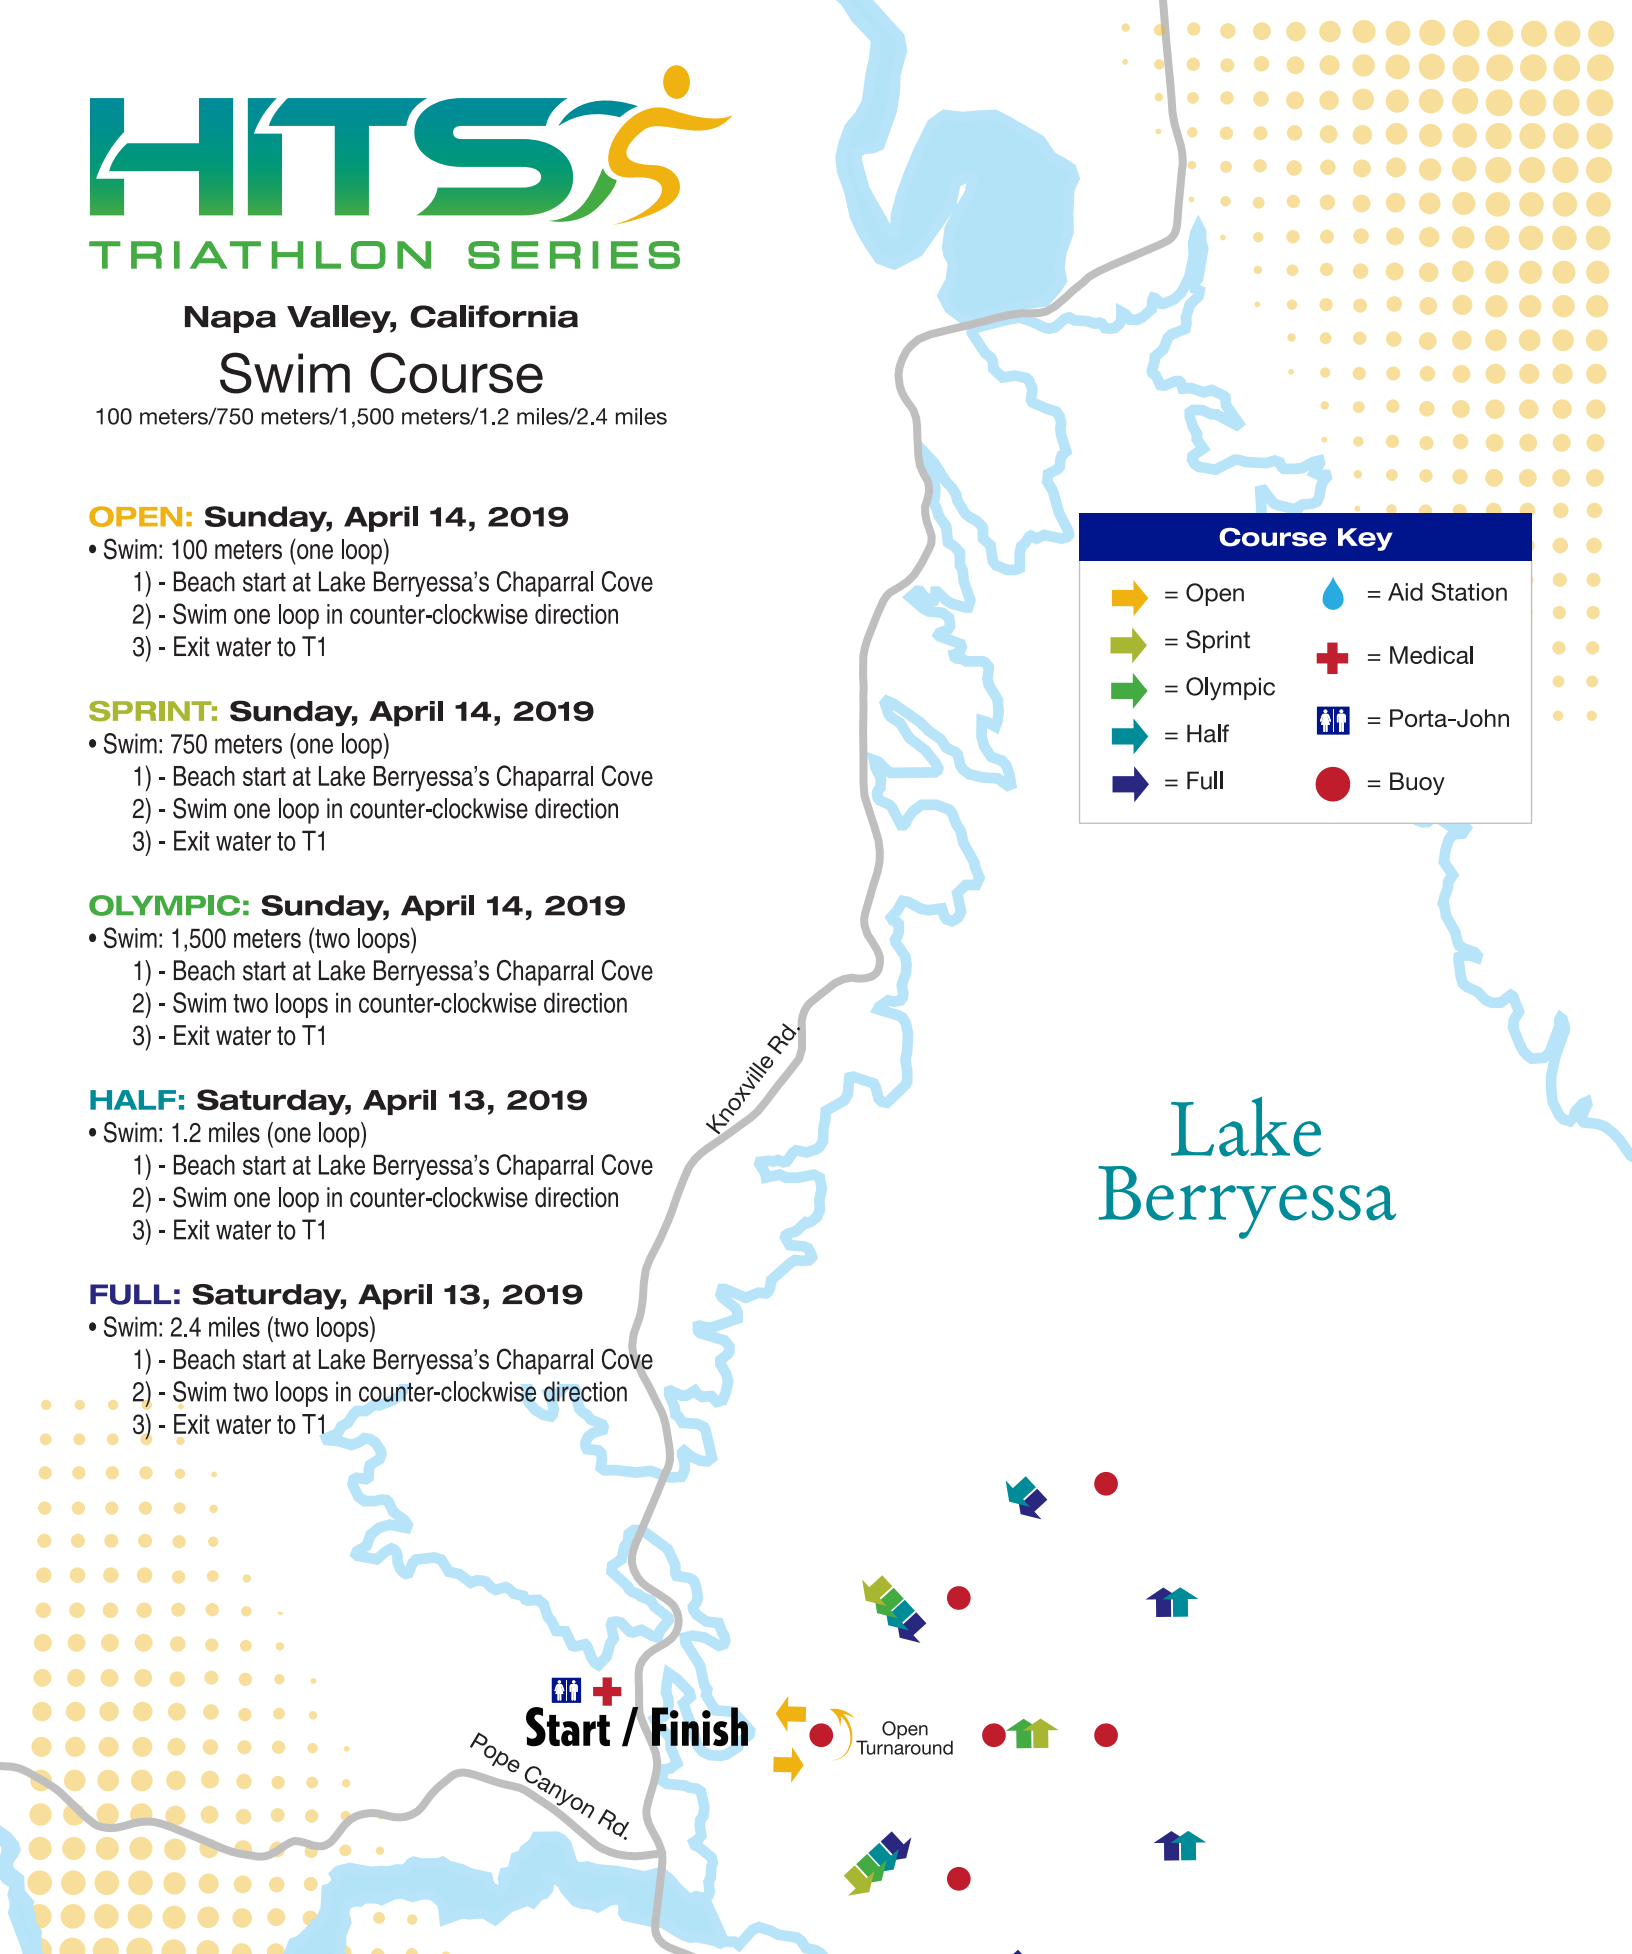 HITS
TRIATHLON SERIES
Napa Valley, California
Swim Course
100 meters/750 meters/1,500 meters/1.2 miles/2.4 miles
OPEN: Sunday, April 14, 2019
• Swim: 100 meters (one loop)
1) - Beach start at Lake Berryessa's Chaparral Cove
2) - Swim one loop in counter-clockwise direction
3) - Exit water to T1
SPRINT: Sunday, April 14, 2019
• Swim: 750 meters (one loop)
1) - Beach start at Lake Berryessa's Chaparral Cove
2) - Swim one loop in counter-clockwise direction
3) - Exit water to T1
OLYMPIC: Sunday, April 14, 2019
• Swim: 1,500 meters (two loops)
1) - Beach start at Lake Berryessa's Chaparral Cove
2) - Swim two loops in counter-clockwise direction
3) - Exit water to T1
HALF: Saturday, April 13, 2019
• Swim: 1.2 miles (one loop)
1) - Beach start at Lake Berryessa's Chaparral Cove
2) - Swim one loop in counter-clockwise direction
3) - Exit water to T1
FULL: Saturday, April 13, 2019
• Swim: 2.4 miles (two loops)
1) - Beach start at Lake Berryessa's Chaparral Cove
2) - Swim two loops in counter-clockwise direction
3) - Exit water to T1
Course Key
= Open
= Sprint
= Olympic
= Half
= Full
= Aid Station
= Medical
= Porta-John
= Buoy
Knoxville Rd.
Lake
Berryessa
Start / Finish
Open
Turnaround
Pope Canyon Rd.